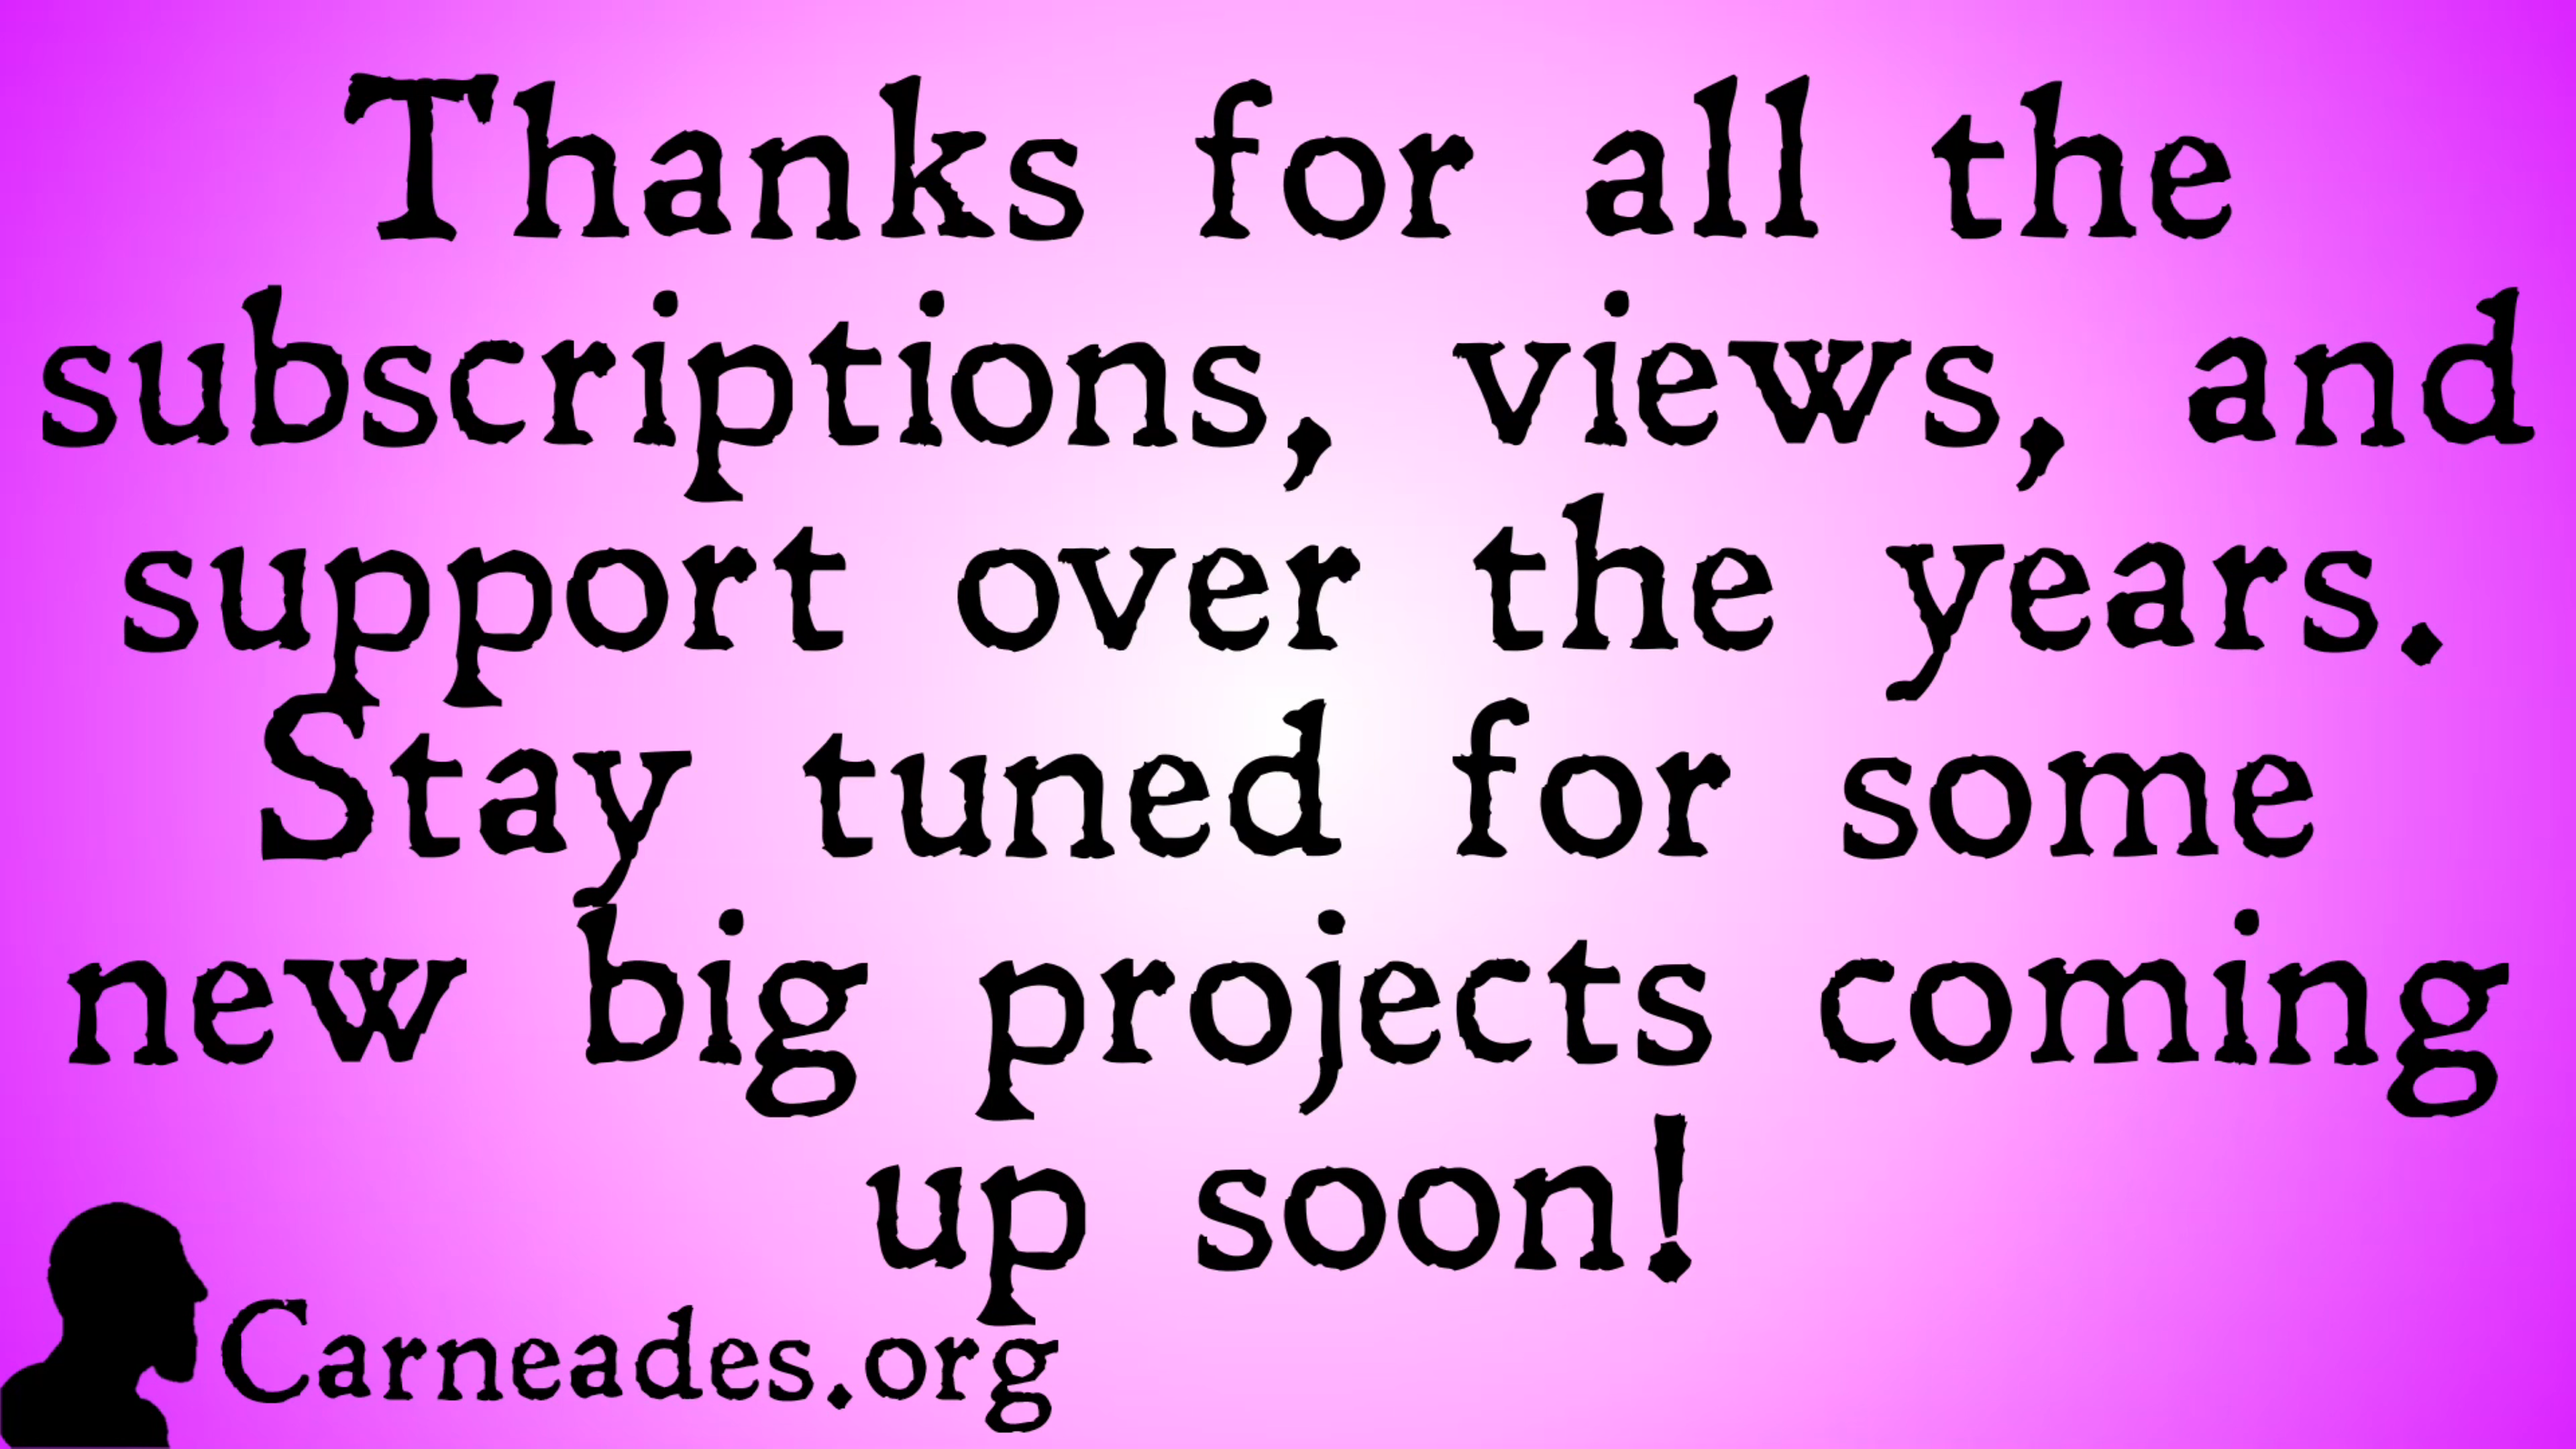 Thanks for all the
subscriptions, views, and
support over the years.
Stay tuned for some
new big projects coming
up soon!
Carneades.org